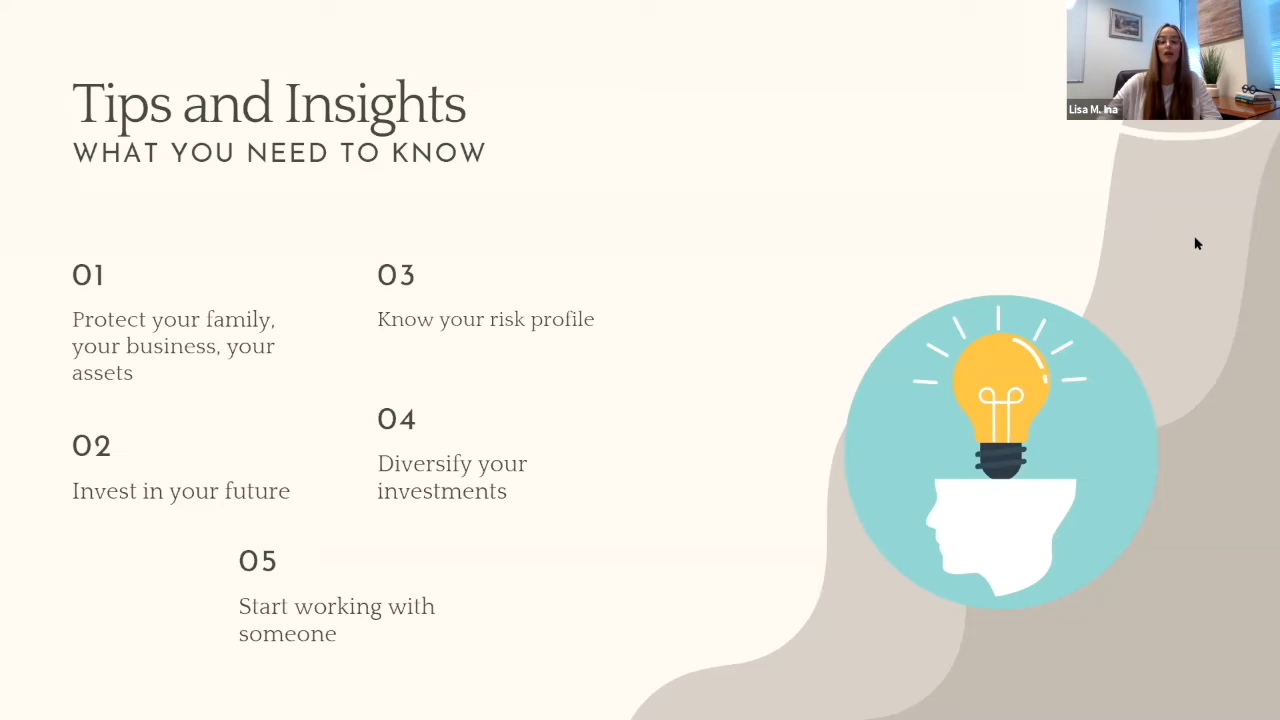 Tips and Insights
WHAT YOU NEED TO KNOW
01
Protect your family,
your business, your
assets
02
Invest in your future
03
Know your risk profile
04
Diversify your
investments
05
Start working with
someone
Lisa M. Ina